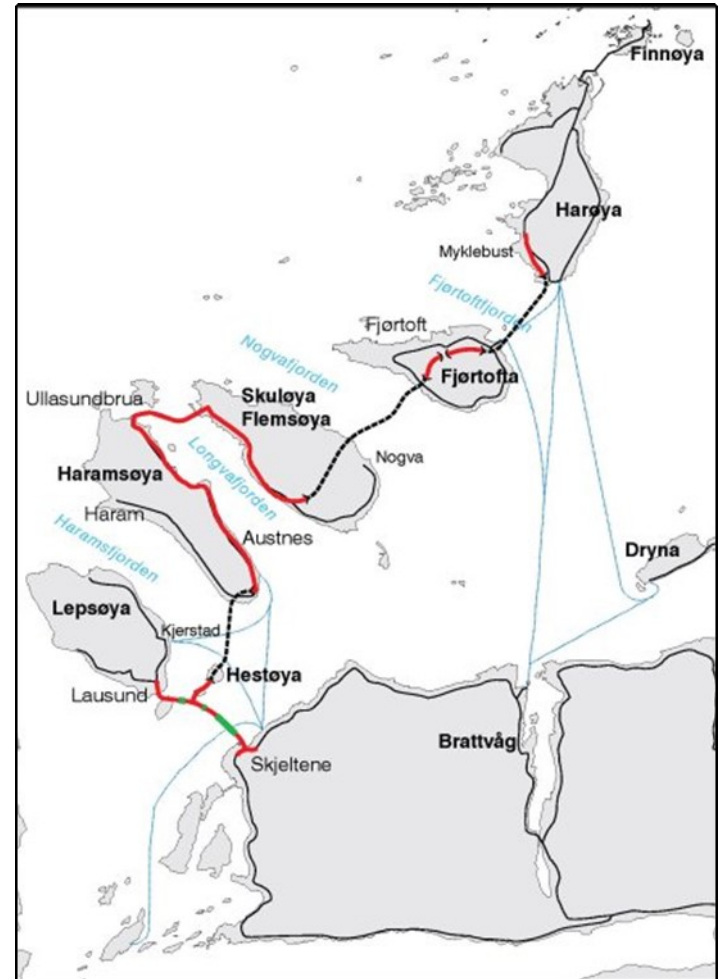 Finnøya
Harøya
Myklebust
Fjørtoftfjorden
Fjørtoft
Nogvafjorden
Fjørtofta
Ullasundbrua
Skuløya
Flemsøya
Longvafjorden
Nogva
Haramsøya
Haram
Austnes
Haramsfjorden
Dryna
Lepsøya
Kjerstad
Hestøya
Lausund
Brattvåg
Skjeltene